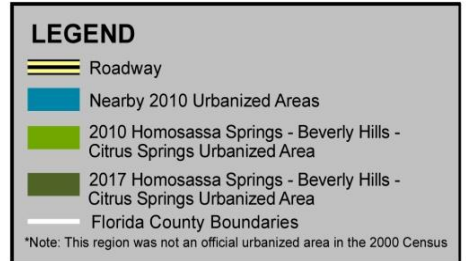 LEGEND
Roadway
Nearby 2010 Urbanized Areas
2010 Homosassa Springs - Beverly Hills -
Citrus Springs Urbanized Area
2017 Homosassa Springs - Beverly Hills -
Citrus Springs Urbanized Area
Florida County Boundaries
*Note: This region was not an official urbanized area in the 2000 Census